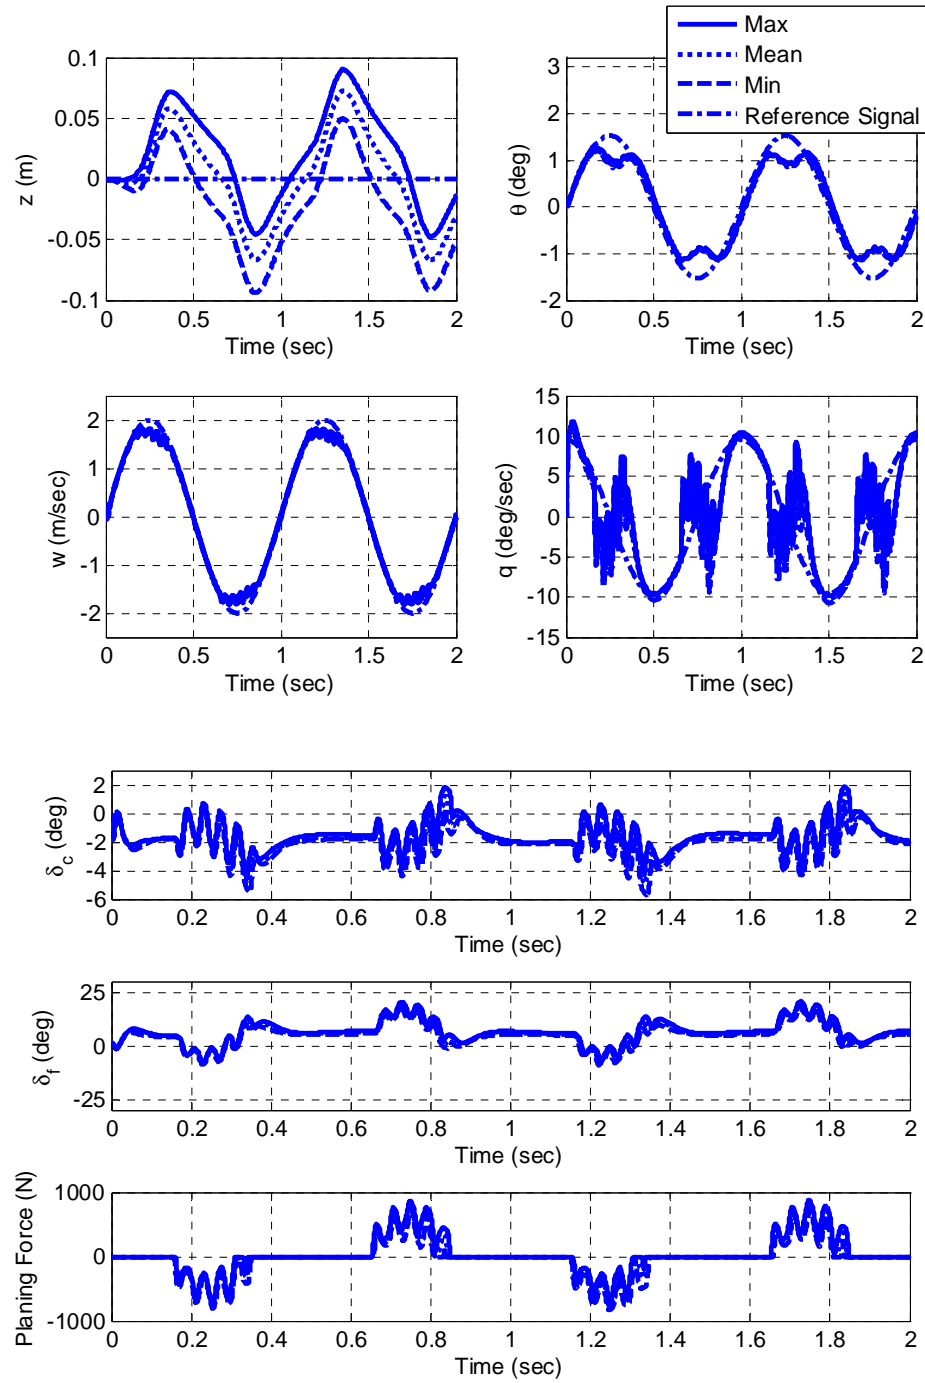 Max
Mean
Min
Reference Signal
z (m)
0.1
0.05
0
-0.05
-0.1
0 0.5 1 1.5 2
Time (sec)
θ (deg)
3
2
1
0
-1
-2
0 0.5 1 1.5 2
Time (sec)
w (m/sec)
2
1
0
-1
-2
0 0.5 1 1.5 2
Time (sec)
q (deg/sec)
15
10
5
0
-5
-10
-15
0 0.5 1 1.5 2
Time (sec)
δc (deg)
2
0
-2
-4
-6
0 0.2 0.4 0.6 0.8 1 1.2 1.4 1.6 1.8 2
Time (sec)
δf (deg)
25
0
-25
0 0.2 0.4 0.6 0.8 1 1.2 1.4 1.6 1.8 2
Time (sec)
Planing Force (N)
1000
0
-1000
0 0.2 0.4 0.6 0.8 1 1.2 1.4 1.6 1.8 2
Time (sec)